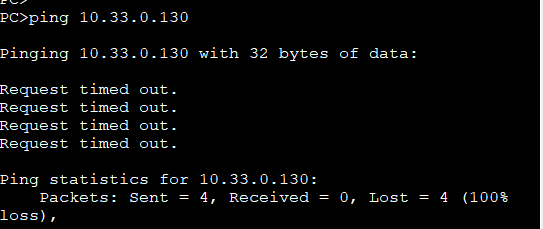 PC>
PC>ping 10.33.0.130
Pinging 10.33.0.130 with 32 bytes of data:
Request timed out.
Request timed out.
Request timed out.
Request timed out.
Ping statistics for 10.33.0.130:
Packets: Sent = 4, Received = 0, Lost = 4 (100%
loss),